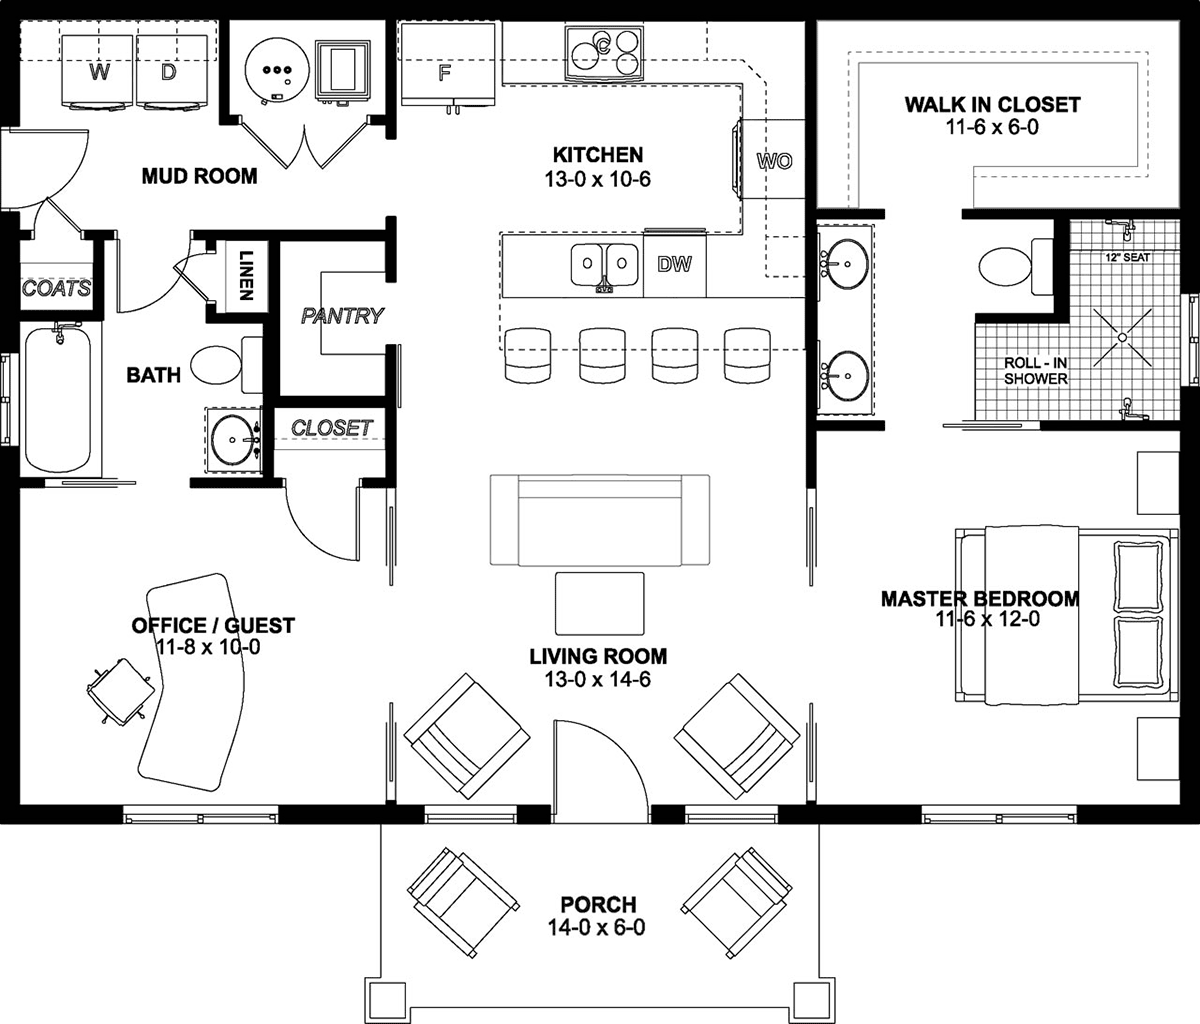 W
D
F
WALK IN CLOSET
11-6 x 6-0
KITCHEN
13-0 x 10-6
WO
MUD ROOM
COATS
LINEN
PANTRY
DW
12" SEAT
BATH
ROLL - IN
SHOWER
CLOSET
OFFICE / GUEST
11-8 x 10-0
LIVING ROOM
13-0 x 14-6
MASTER BEDROOM
11-6 x 12-0
PORCH
14-0 x 6-0